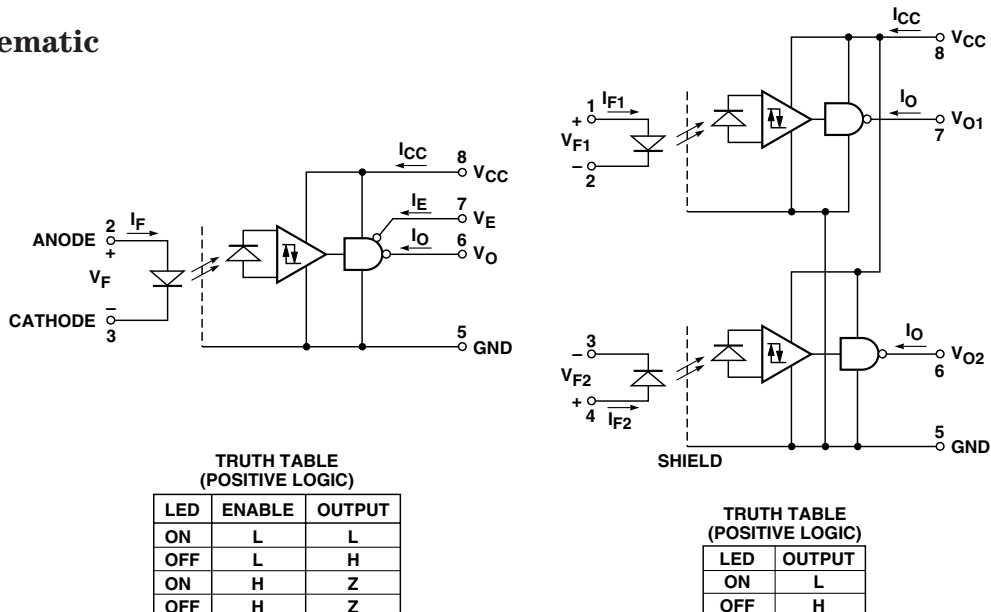 ematic
ICC
8 VCC
IE
7 VE
IO
6 VO
ANODE 2 IF
+
VF
–
CATHODE 3
5 GND
TRUTH TABLE
(POSITIVE LOGIC)
LED ENABLE OUTPUT
ON L L
OFF L H
ON H Z
OFF H Z
ICC
VCC
8
1 IF1
+
VF1
–
2
IO
VO1
7
3
–
VF2
+
4 IF2
IO
VO2
6
5
GND
SHIELD
TRUTH TABLE
(POSITIVE LOGIC)
LED OUTPUT
ON L
OFF H